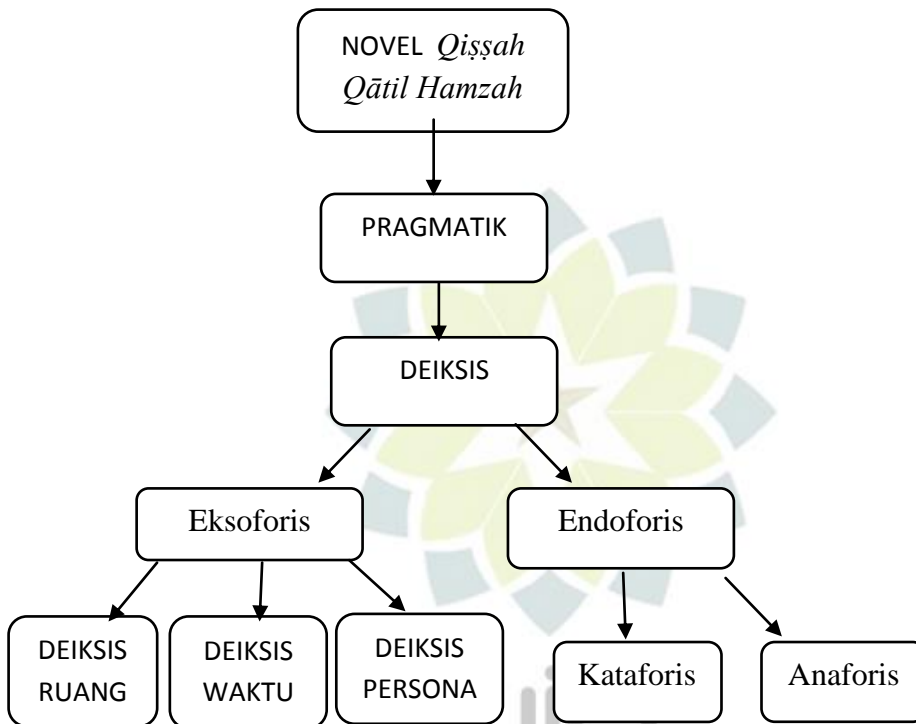 NOVEL Qiṣṣah
Qātil Hamzah
PRAGMATIK
DEIKSIS
Eksoforis
Endoforis
DEIKSIS
RUANG
DEIKSIS
WAKTU
DEIKSIS
PERSONA
Kataforis
Anaforis